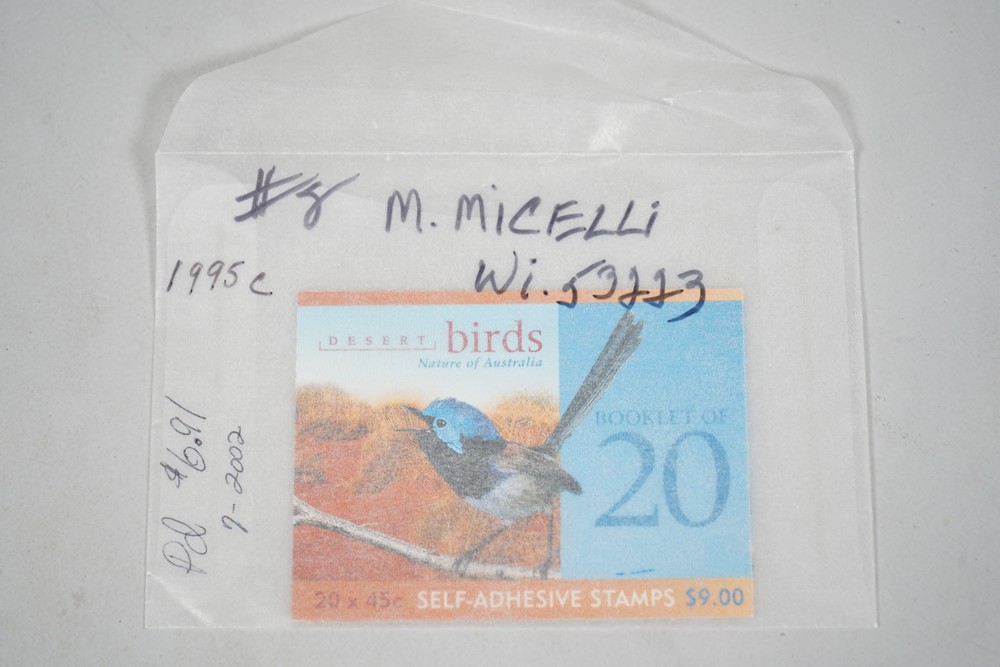 #8 M. MiCELLi
1995c Wi. 53223
Pd $6.91
7-2002
DESERT birds
Nature of Australia
BOOKLET OF
20
20 x 45c SELF-ADHESIVE STAMPS $9.00